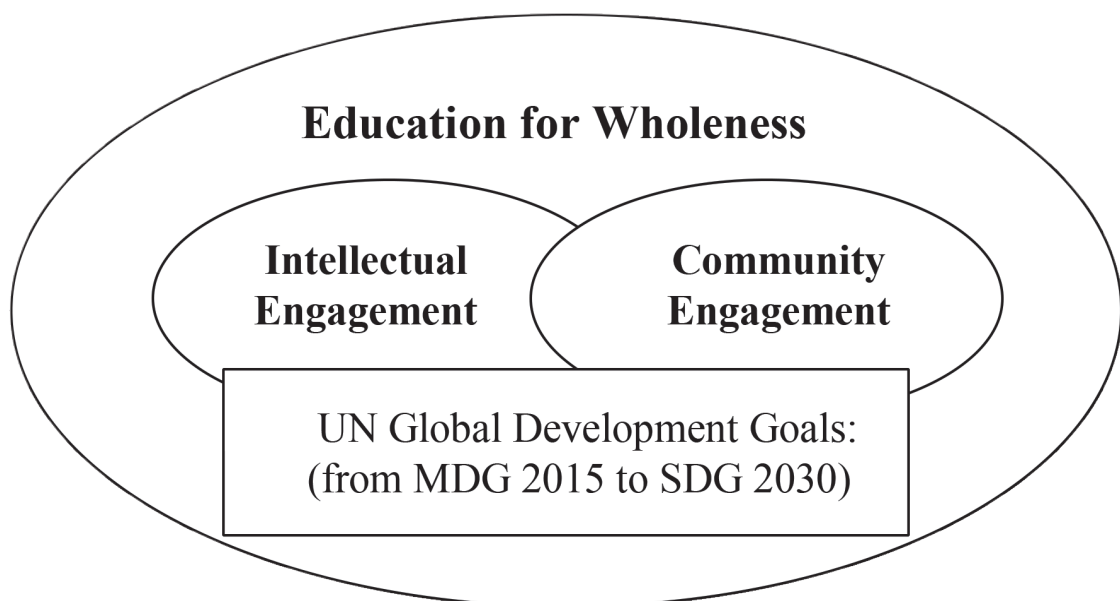 Education for Wholeness
Intellectual
Engagement
Community
Engagement
UN Global Development Goals:
(from MDG 2015 to SDG 2030)